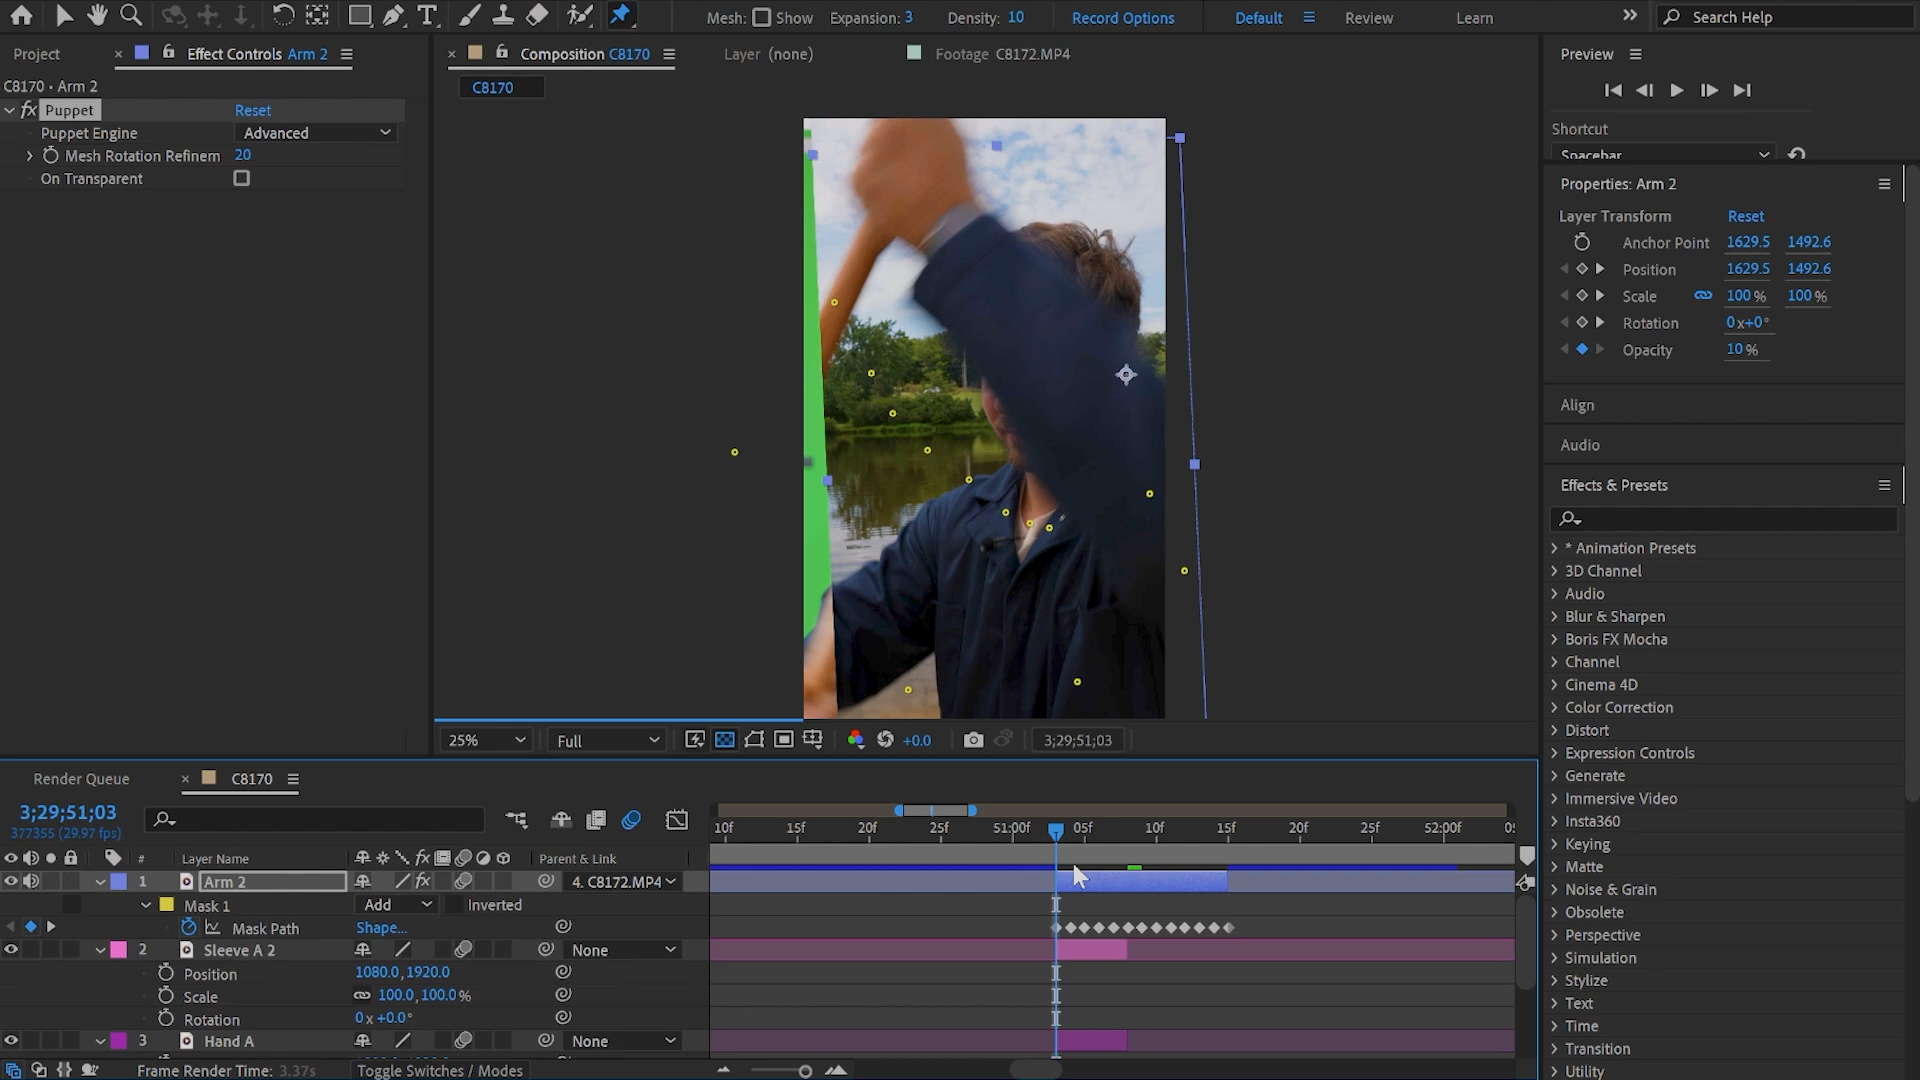 Mesh: Show Expansion: 3 Density: 10 Record Options Default Review Learn Search Help
Project Effect Controls Arm 2
C8170 • Arm 2
fx Puppet Reset
Puppet Engine Advanced
Mesh Rotation Refinem 20
On Transparent
Composition C8170 Layer (none) Footage C8172.MP4
C8170
25% Full +0.0 3;29;51;03
Preview
Shortcut
Spacebar
Properties: Arm 2
Layer Transform Reset
Anchor Point 1629.5 1492.6
Position 1629.5 1492.6
Scale 100 % 100 %
Rotation 0x+0°
Opacity 10 %
Align
Audio
Effects & Presets
* Animation Presets
3D Channel
Audio
Blur & Sharpen
Boris FX Mocha
Channel
Cinema 4D
Color Correction
Distort
Expression Controls
Generate
Immersive Video
Insta360
Keying
Matte
Noise & Grain
Obsolete
Perspective
Simulation
Stylize
Text
Time
Transition
Utility
Render Queue C8170
3;29;51;03
377355 (29.97 fps)
10f 15f 20f 25f 51:00f 05f 10f 15f 20f 25f 52:00f 05
# Layer Name fx Parent & Link
1 Arm 2 fx 4. C8172.MP4
Mask 1 Add Inverted
Mask Path Shape...
2 Sleeve A 2 None
Position 1080.0,1920.0
Scale 100.0,100.0%
Rotation 0x+0.0°
3 Hand A None
Frame Render Time: 3.37s Toggle Switches / Modes